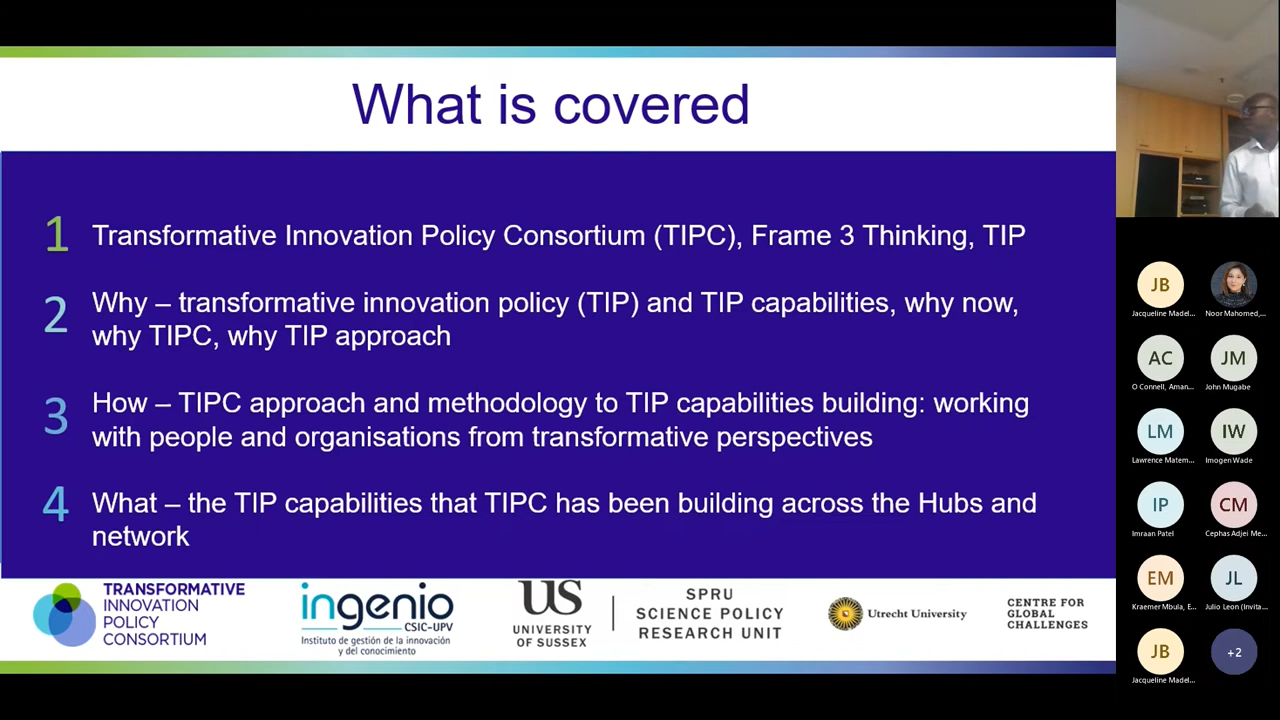 What is covered
1 Transformative Innovation Policy Consortium (TIPC), Frame 3 Thinking, TIP
2 Why – transformative innovation policy (TIP) and TIP capabilities, why now,
why TIPC, why TIP approach
3 How – TIPC approach and methodology to TIP capabilities building: working
with people and organisations from transformative perspectives
4 What – the TIP capabilities that TIPC has been building across the Hubs and
network
TRANSFORMATIVE
INNOVATION
POLICY
CONSORTIUM
ingenio
CSIC-UPV
Instituto de gestión de la innovación
y del conocimiento
US
UNIVERSITY
OF SUSSEX
SPRU
SCIENCE POLICY
RESEARCH UNIT
Utrecht University
CENTRE FOR
GLOBAL
CHALLENGES
JB
Jacqueline Madel...
Noor Mahomed,...
AC
O Connell, Aman...
JM
John Mugabe
LM
Lawrence Matem...
IW
Imogen Wade
IP
Imraan Patel
CM
Cephas Adjei Me...
EM
Kraemer Mbula, E...
JL
Julio Leon (Invita...
JB
Jacqueline Madel...
+2